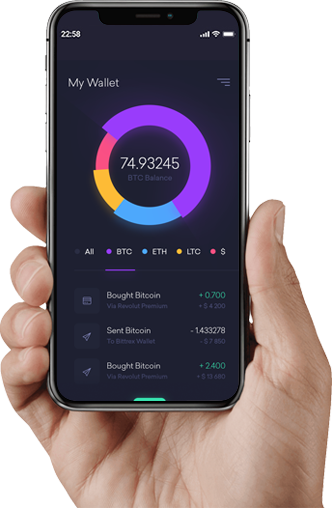 22:58
My Wallet
74.93245
BTC Balance
All BTC ETH LTC $
Bought Bitcoin + 0.700
Via Revolut Premium + $ 4 200
Sent Bitcoin - 1.433278
To Bittrex Wallet - $ 7 850
Bought Bitcoin + 2.400
Via Revolut Premium + $ 15 680